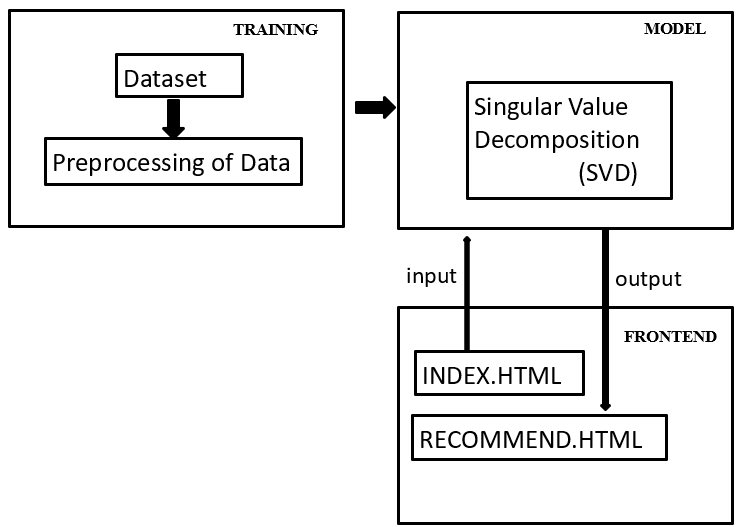 TRAINING
Dataset
Preprocessing of Data
MODEL
Singular Value
Decomposition
(SVD)
input
output
FRONTEND
INDEX.HTML
RECOMMEND.HTML